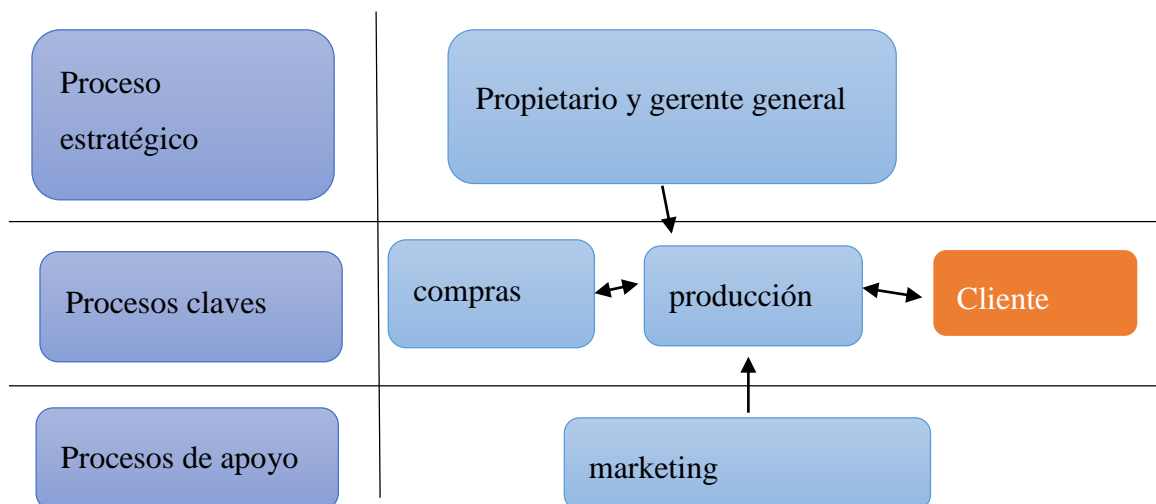 Proceso
estratégico
Propietario y gerente general
Procesos claves
compras
producción
Cliente
Procesos de apoyo
marketing